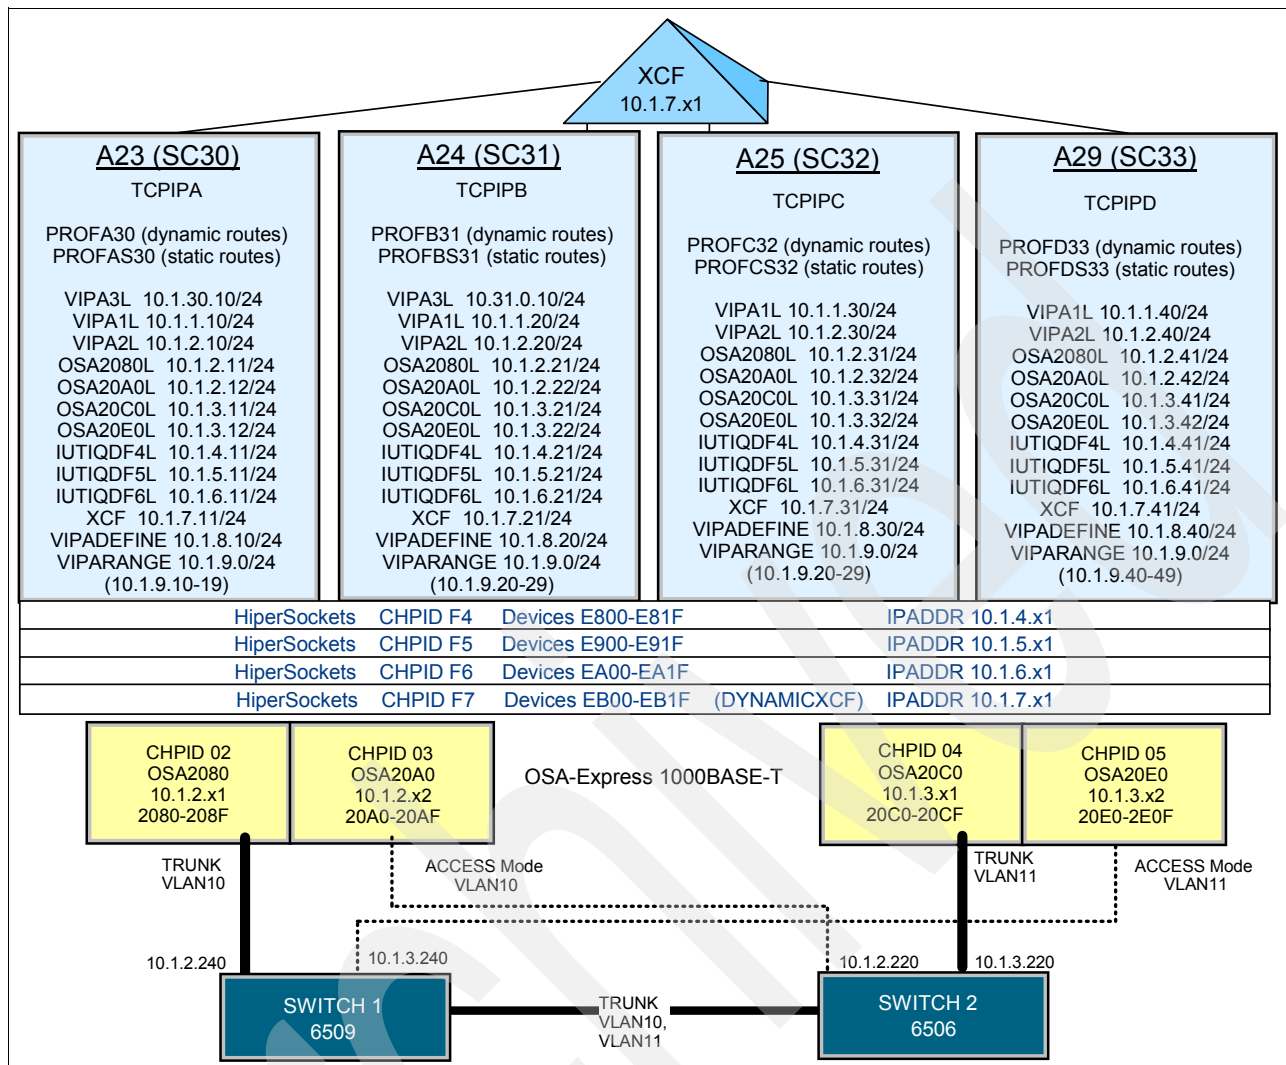 XCF
10.1.7.x1
A23 (SC30)
TCPIPA
PROFA30 (dynamic routes)
PROFAS30 (static routes)
VIPA3L 10.1.30.10/24
VIPA1L 10.1.1.10/24
VIPA2L 10.1.2.10/24
OSA2080L 10.1.2.11/24
OSA20A0L 10.1.2.12/24
OSA20C0L 10.1.3.11/24
OSA20E0L 10.1.3.12/24
IUTIQDF4L 10.1.4.11/24
IUTIQDF5L 10.1.5.11/24
IUTIQDF6L 10.1.6.11/24
XCF 10.1.7.11/24
VIPADEFINE 10.1.8.10/24
VIPARANGE 10.1.9.0/24
(10.1.9.10-19)
A24 (SC31)
TCPIPB
PROFB31 (dynamic routes)
PROFBS31 (static routes)
VIPA3L 10.31.0.10/24
VIPA1L 10.1.1.20/24
VIPA2L 10.1.2.20/24
OSA2080L 10.1.2.21/24
OSA20A0L 10.1.2.22/24
OSA20C0L 10.1.3.21/24
OSA20E0L 10.1.3.22/24
IUTIQDF4L 10.1.4.21/24
IUTIQDF5L 10.1.5.21/24
IUTIQDF6L 10.1.6.21/24
XCF 10.1.7.21/24
VIPADEFINE 10.1.8.20/24
VIPARANGE 10.1.9.0/24
(10.1.9.20-29)
A25 (SC32)
TCPIPC
PROFC32 (dynamic routes)
PROFCS32 (static routes)
VIPA1L 10.1.1.30/24
VIPA2L 10.1.2.30/24
OSA2080L 10.1.2.31/24
OSA20A0L 10.1.2.32/24
OSA20C0L 10.1.3.31/24
OSA20E0L 10.1.3.32/24
IUTIQDF4L 10.1.4.31/24
IUTIQDF5L 10.1.5.31/24
IUTIQDF6L 10.1.6.31/24
XCF 10.1.7.31/24
VIPADEFINE 10.1.8.30/24
VIPARANGE 10.1.9.0/24
(10.1.9.20-29)
A29 (SC33)
TCPIPD
PROFD33 (dynamic routes)
PROFDS33 (static routes)
VIPA1L 10.1.1.40/24
VIPA2L 10.1.2.40/24
OSA2080L 10.1.2.41/24
OSA20A0L 10.1.2.42/24
OSA20C0L 10.1.3.41/24
OSA20E0L 10.1.3.42/24
IUTIQDF4L 10.1.4.41/24
IUTIQDF5L 10.1.5.41/24
IUTIQDF6L 10.1.6.41/24
XCF 10.1.7.41/24
VIPADEFINE 10.1.8.40/24
VIPARANGE 10.1.9.0/24
(10.1.9.40-49)
HiperSockets CHPID F4 Devices E800-E81F IPADDR 10.1.4.x1
HiperSockets CHPID F5 Devices E900-E91F IPADDR 10.1.5.x1
HiperSockets CHPID F6 Devices EA00-EA1F IPADDR 10.1.6.x1
HiperSockets CHPID F7 Devices EB00-EB1F (DYNAMICXCF) IPADDR 10.1.7.x1
CHPID 02
OSA2080
10.1.2.x1
2080-208F
CHPID 03
OSA20A0
10.1.2.x2
20A0-20AF
OSA-Express 1000BASE-T
CHPID 04
OSA20C0
10.1.3.x1
20C0-20CF
CHPID 05
OSA20E0
10.1.3.x2
20E0-2E0F
TRUNK
VLAN10
ACCESS Mode
VLAN10
TRUNK
VLAN11
ACCESS Mode
VLAN11
10.1.2.240
10.1.3.240
10.1.2.220
10.1.3.220
SWITCH 1
6509
TRUNK
VLAN10,
VLAN11
SWITCH 2
6506